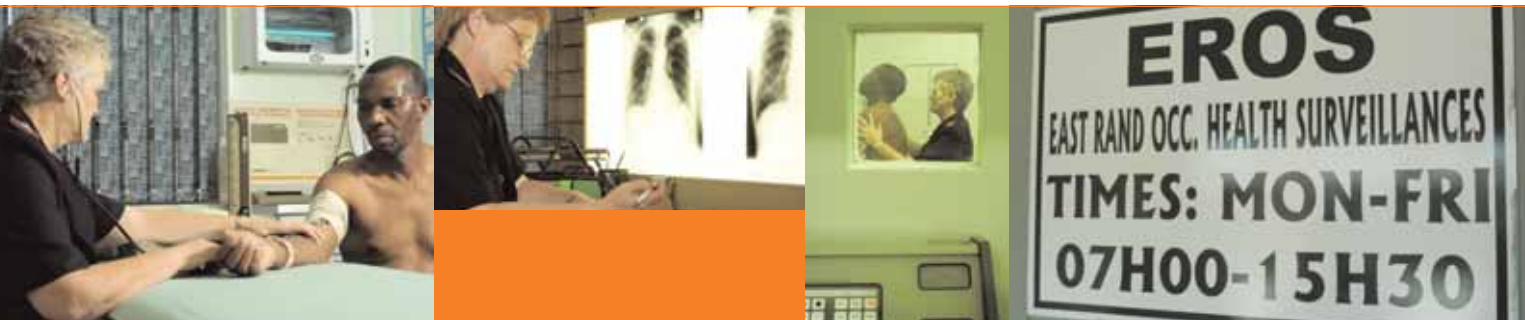 EROS
EAST RAND OCC. HEALTH SURVEILLANCES
TIMES: MON-FRI
07H00-15H30